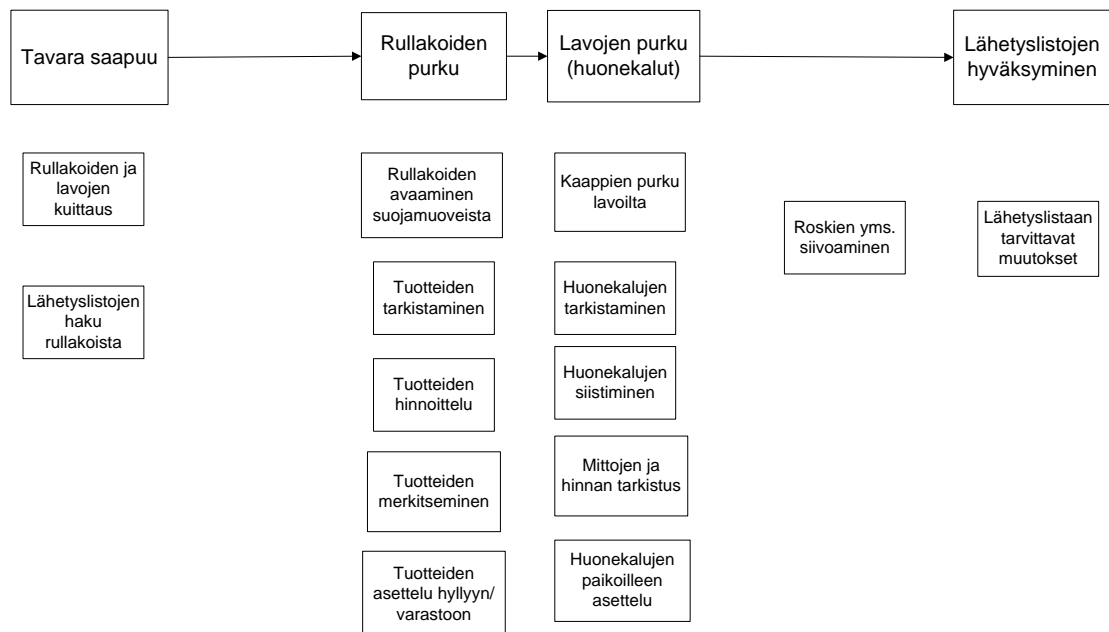 Tavara saapuu
Rullakoiden
purku
Lavojen purku
(huonekalut)
Lähetyslistojen
hyväksyminen
Rullakoiden ja
lavojen
kuittaus
Lähetyslistojen
haku
rullakoista
Rullakoiden
avaaminen
suojamuoveista
Tuotteiden
tarkistaminen
Tuotteiden
hinnoittelu
Tuotteiden
merkitseminen
Tuotteiden
asettelu hyllyyn/
varastoon
Kaappien purku
lavoilta
Huonekalujen
tarkistaminen
Huonekalujen
siistiminen
Mittojen ja
hinnan tarkistus
Huonekalujen
paikoilleen
asettelu
Roskien yms.
siivoaminen
Lähetyslistaan
tarvittavat
muutokset